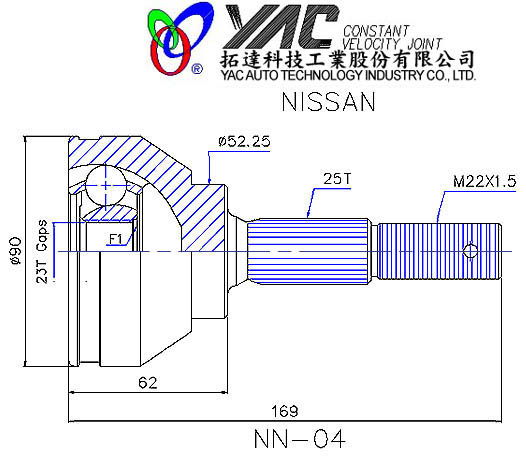 YAC CONSTANT
VELOCITY JOINT
®
拓達科技工業股份有限公司
YAC AUTO TECHNOLOGY INDUSTRY CO., LTD.
NISSAN
ø52.25
25T
M22X1.5
F1
23T Gaps
ø90
62
169
NN-04